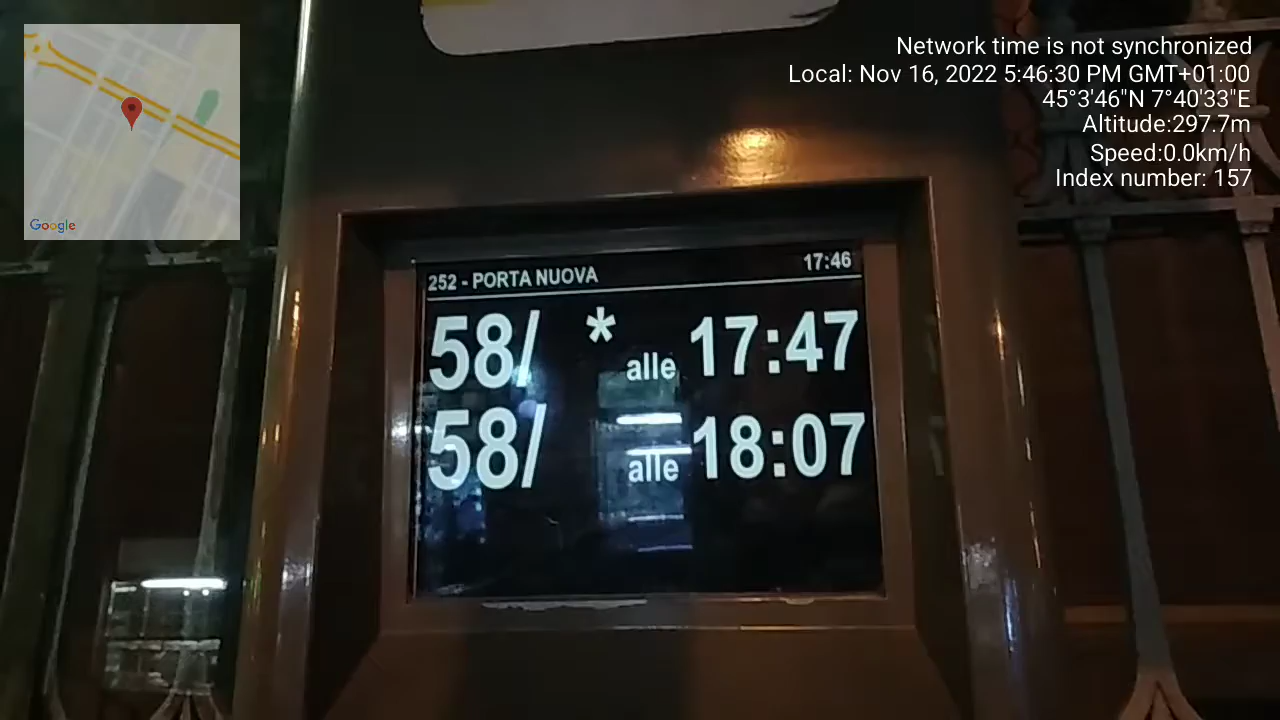 Network time is not synchronized
Local: Nov 16, 2022 5:46:30 PM GMT+01:00
45°3'46"N 7°40'33"E
Altitude:297.7m
Speed:0.0km/h
Index number: 157
Google
252 - PORTA NUOVA 17:46
58/ * alle 17:47
58/ alle 18:07